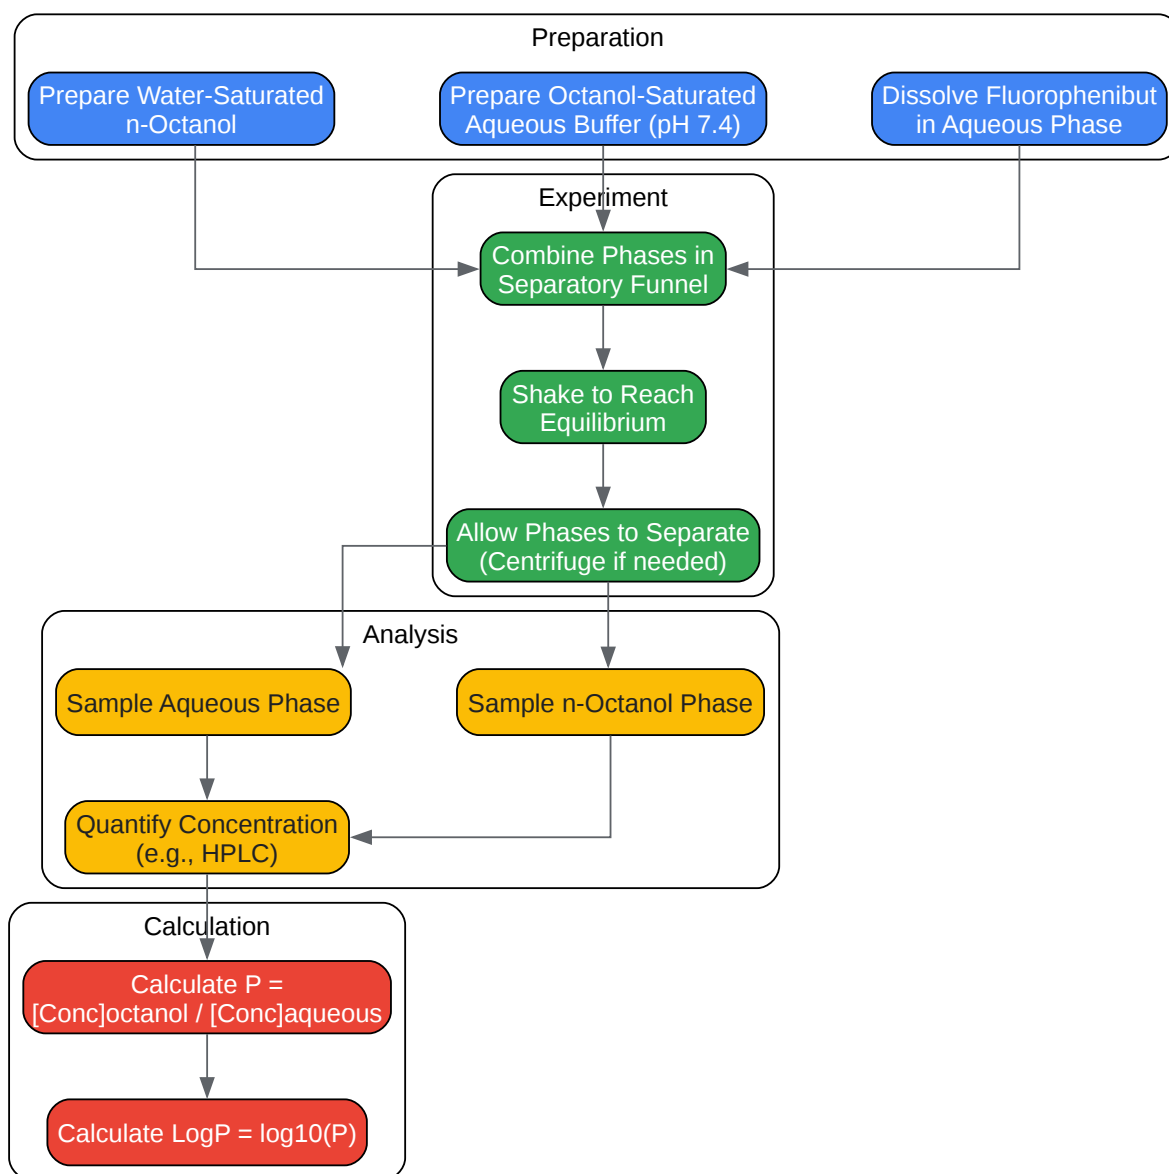 Preparation
Prepare Water-Saturated
n-Octanol
Prepare Octanol-Saturated
Aqueous Buffer (pH 7.4)
Dissolve Fluorophenibut
in Aqueous Phase
Experiment
Combine Phases in
Separatory Funnel
Shake to Reach
Equilibrium
Allow Phases to Separate
(Centrifuge if needed)
Analysis
Sample Aqueous Phase
Sample n-Octanol Phase
Quantify Concentration
(e.g., HPLC)
Calculation
Calculate P =
[Conc]octanol / [Conc]aqueous
Calculate LogP = log10(P)